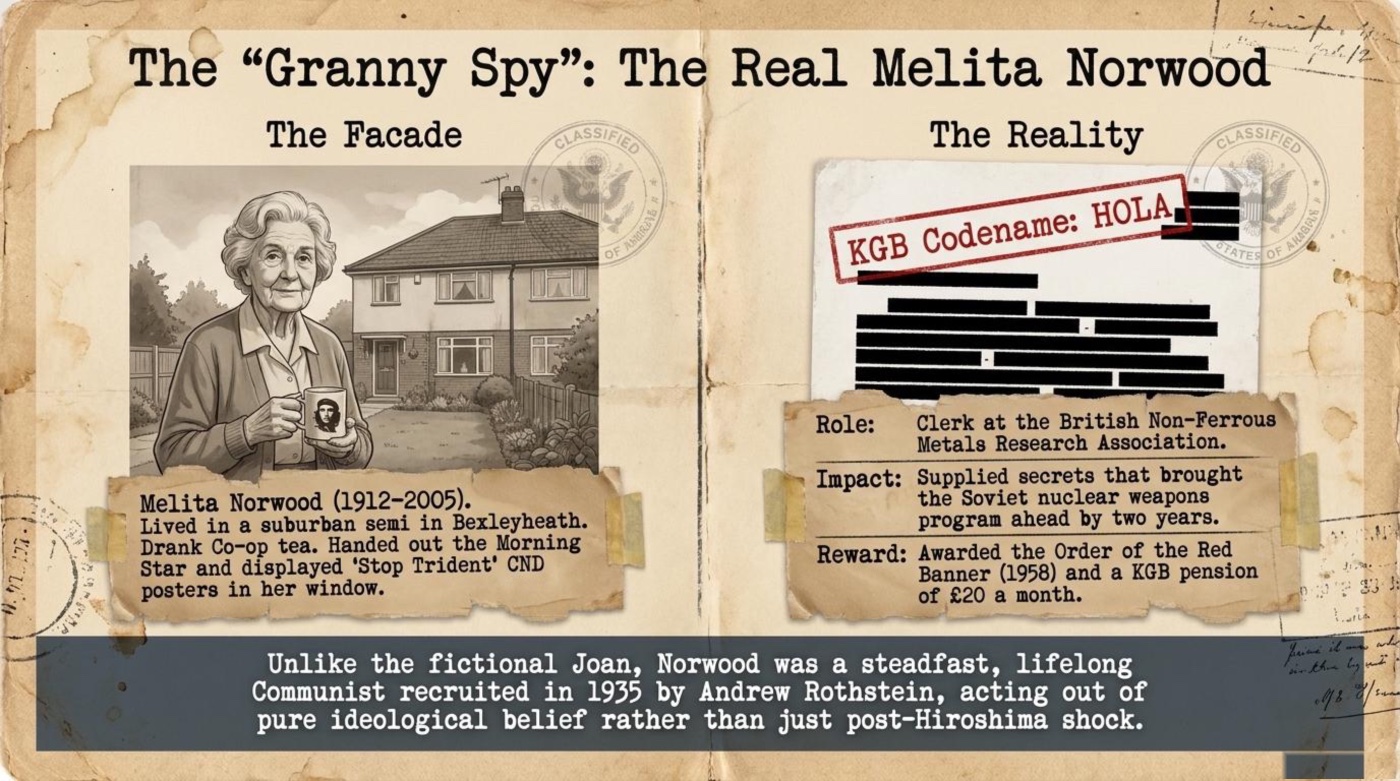 The “Granny Spy”: The Real Melita Norwood
The Facade
CLASSIFIED
Melita Norwood (1912–2005).
Lived in a suburban semi in Bexleyheath.
Drank Co-op tea. Handed out the Morning
Star and displayed 'Stop Trident' CND
posters in her window.
The Reality
CLASSIFIED
KGB Codename: HOLA
Role: Clerk at the British Non-Ferrous
Metals Research Association.
Impact: Supplied secrets that brought
the Soviet nuclear weapons
program ahead by two years.
Reward: Awarded the Order of the Red
Banner (1958) and a KGB pension
of £20 a month.
Unlike the fictional Joan, Norwood was a steadfast, lifelong
Communist recruited in 1935 by Andrew Rothstein, acting out of
pure ideological belief rather than just post-Hiroshima shock.